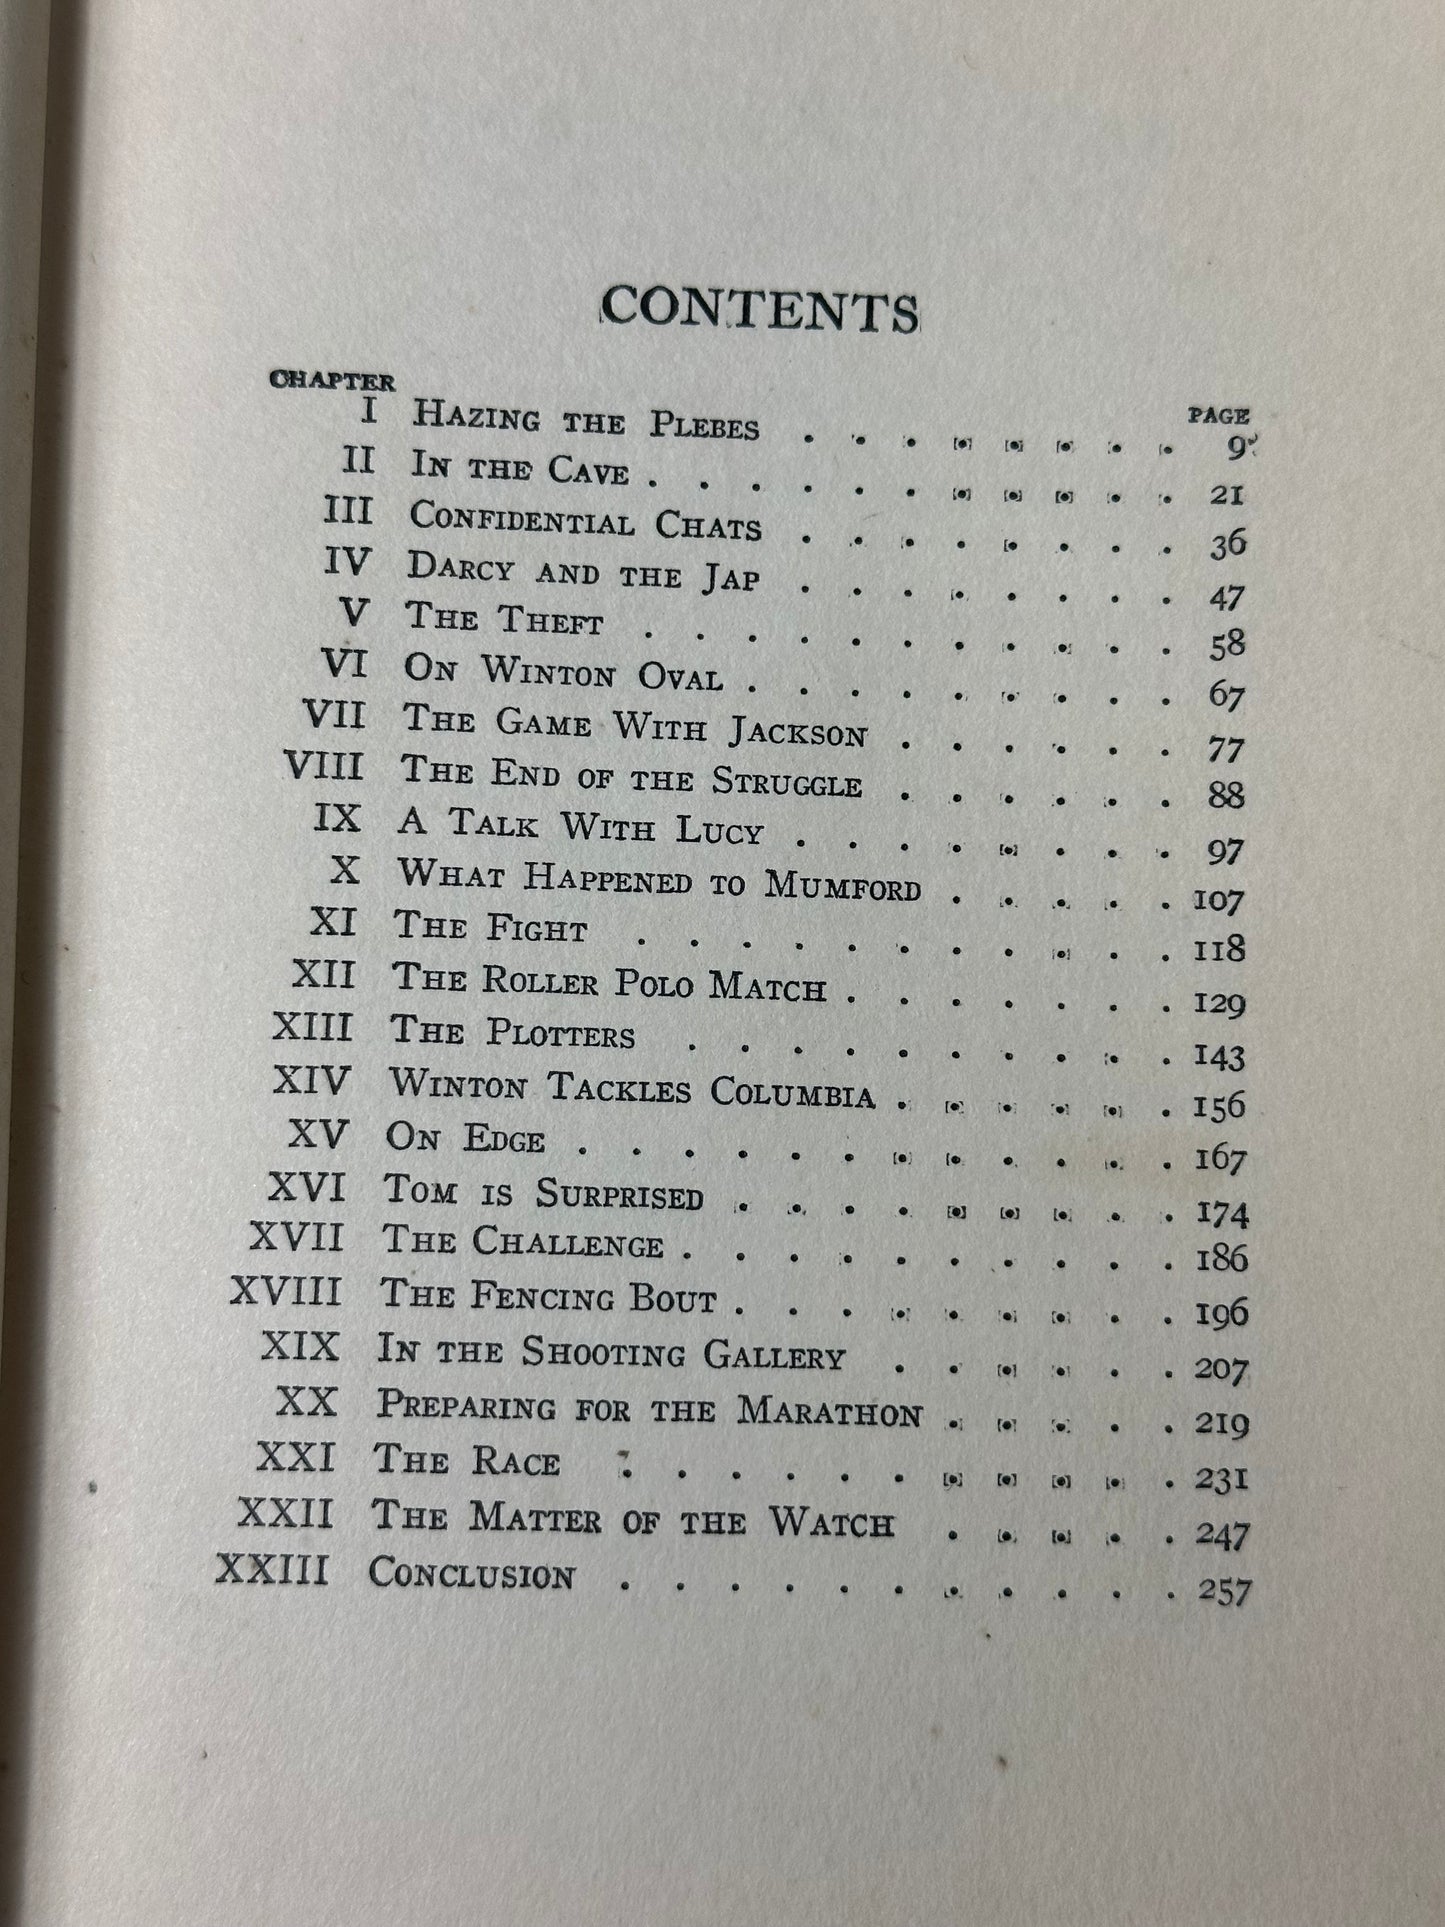 CONTENTS
CHAPTER PAGE
I HAZING THE PLEBES . . . . . . . . 9
II IN THE CAVE . . . . . . . . . . . 21
III CONFIDENTIAL CHATS . . . . . . . . 36
IV DARCY AND THE JAP . . . . . . . . 47
V THE THEFT . . . . . . . . . . . 58
VI ON WINTON OVAL . . . . . . . . . 67
VII THE GAME WITH JACKSON . . . . . . 77
VIII THE END OF THE STRUGGLE . . . . . . 88
IX A TALK WITH LUCY . . . . . . . . 97
X WHAT HAPPENED TO MUMFORD . . . . . 107
XI THE FIGHT . . . . . . . . . . . 118
XII THE ROLLER POLO MATCH . . . . . . . 129
XIII THE PLOTTERS . . . . . . . . . . 143
XIV WINTON TACKLES COLUMBIA . . . . . . 156
XV ON EDGE . . . . . . . . . . . . 167
XVI TOM IS SURPRISED . . . . . . . . . 174
XVII THE CHALLENGE . . . . . . . . . . 186
XVIII THE FENCING BOUT . . . . . . . . . 196
XIX IN THE SHOOTING GALLERY . . . . . . 207
XX PREPARING FOR THE MARATHON . . . . . 219
XXI THE RACE . . . . . . . . . . . 231
XXII THE MATTER OF THE WATCH . . . . . 247
XXIII CONCLUSION . . . . . . . . . . . 257